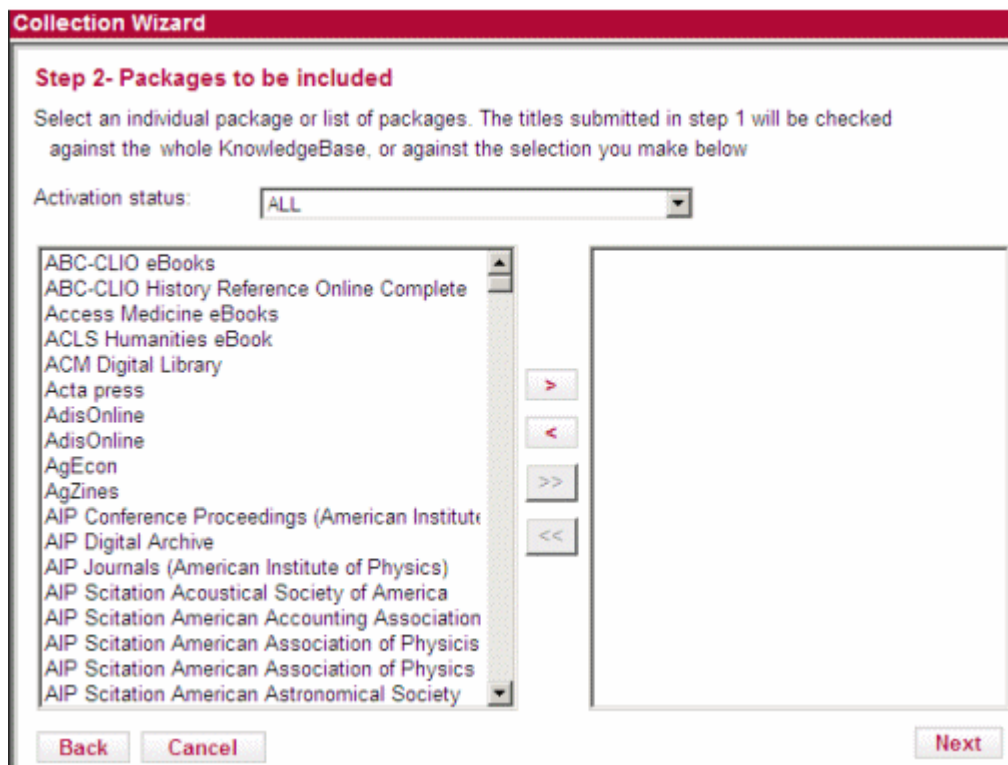 Collection Wizard
Step 2- Packages to be included
Select an individual package or list of packages. The titles submitted in step 1 will be checked
against the whole KnowledgeBase, or against the selection you make below
Activation status:
ALL
ABC-CLIO eBooks
ABC-CLIO History Reference Online Complete
Access Medicine eBooks
ACLS Humanities eBook
ACM Digital Library
Acta press
AdisOnline
AdisOnline
AgEcon
AgZines
AIP Conference Proceedings (American Institute
AIP Digital Archive
AIP Journals (American Institute of Physics)
AIP Scitation Acoustical Society of America
AIP Scitation American Accounting Association
AIP Scitation American Association of Physicis
AIP Scitation American Association of Physics
AIP Scitation American Astronomical Society
>
<
>>
<<
Back Cancel Next